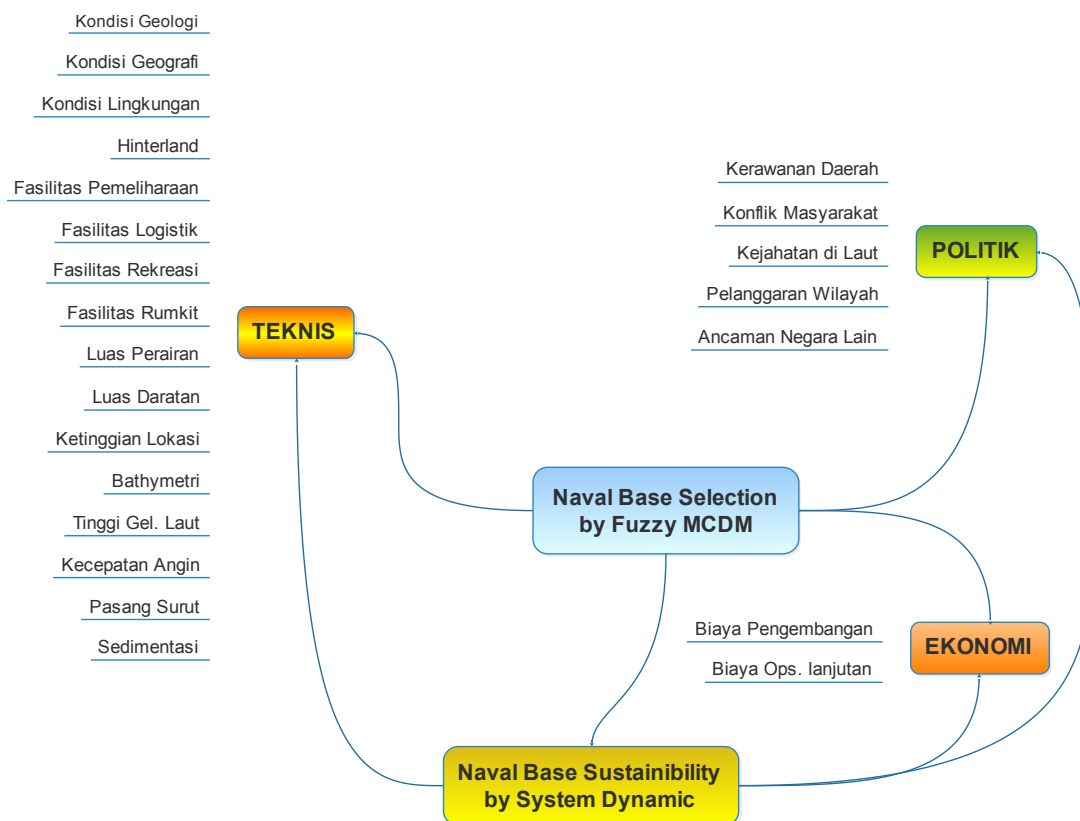 Kondisi Geologi
Kondisi Geografi
Kondisi Lingkungan
Hinterland
Fasilitas Pemeliharaan
Fasilitas Logistik
Fasilitas Rekreasi
Fasilitas Rumkit
Luas Perairan
Luas Daratan
Ketinggian Lokasi
Bathymetri
Tinggi Gel. Laut
Kecepatan Angin
Pasang Surut
Sedimentasi
TEKNIS
Kerawanan Daerah
Konflik Masyarakat
Kejahatan di Laut
Pelanggaran Wilayah
Ancaman Negara Lain
POLITIK
Naval Base Selection
by Fuzzy MCDM
Biaya Pengembangan
Biaya Ops. lanjutan
EKONOMI
Naval Base Sustainibility
by System Dynamic